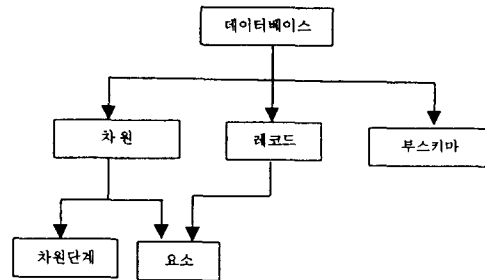 데이터베이스
차 원
레코드
부스키마
차원단계
요소